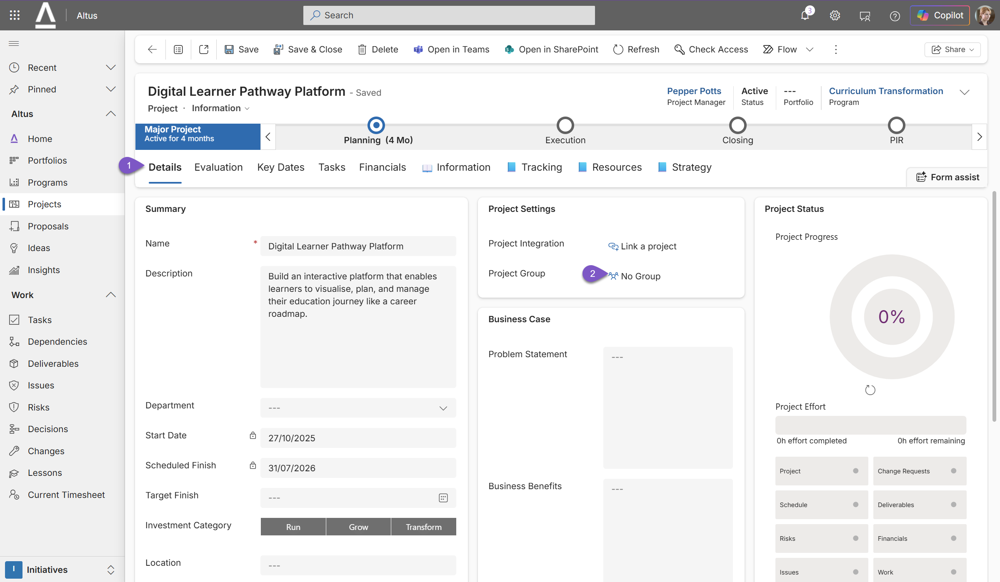 Altus
Search
3
Copilot
Recent
Pinned
Altus
Home
Portfolios
Programs
Projects
Proposals
Ideas
Insights
Work
Tasks
Dependencies
Deliverables
Issues
Risks
Decisions
Changes
Lessons
Current Timesheet
I Initiatives
Save
Save & Close
Delete
Open in Teams
Open in SharePoint
Refresh
Check Access
Flow
Share
Digital Learner Pathway Platform - Saved
Project · Information
Pepper Potts
Project Manager
Active
Status
---
Portfolio
Curriculum Transformation
Program
Major Project
Active for 4 months
Planning (4 Mo)
Execution
Closing
PIR
1
Details
Evaluation
Key Dates
Tasks
Financials
Information
Tracking
Resources
Strategy
Form assist
Summary
Name *
Digital Learner Pathway Platform
Description
Build an interactive platform that enables
learners to visualise, plan, and manage
their education journey like a career
roadmap.
Department
---
Start Date
27/10/2025
Scheduled Finish
31/07/2026
Target Finish
---
Investment Category
Run
Grow
Transform
Location
---
Project Settings
Project Integration
Link a project
Project Group
2
No Group
Business Case
Problem Statement
---
Business Benefits
---
Project Status
Project Progress
0%
Project Effort
0h effort completed
0h effort remaining
Project
Change Requests
Schedule
Deliverables
Risks
Financials
Issues
Work